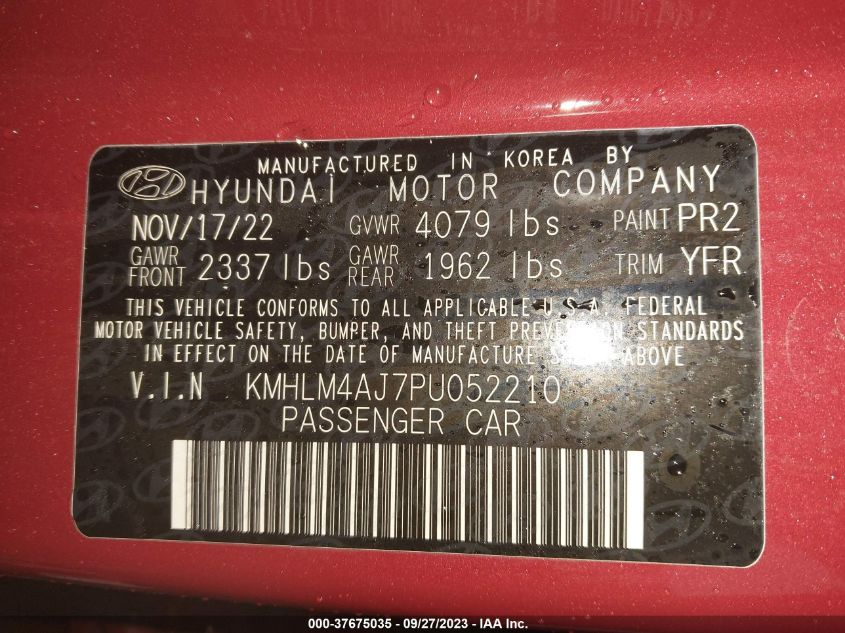 MANUFACTURED IN KOREA BY
HYUNDAI MOTOR COMPANY
NOV/17/22 GVWR 4079 lbs PAINT PR2
GAWR FRONT 2337 lbs GAWR REAR 1962 lbs TRIM YFR
THIS VEHICLE CONFORMS TO ALL APPLICABLE U.S.A. FEDERAL
MOTOR VEHICLE SAFETY, BUMPER, AND THEFT PREVENTION STANDARDS
IN EFFECT ON THE DATE OF MANUFACTURE SHOWN ABOVE
V.I.N KMHLM4AJ7PU052210
PASSENGER CAR
000-37675035 - 09/27/2023 - IAA Inc.